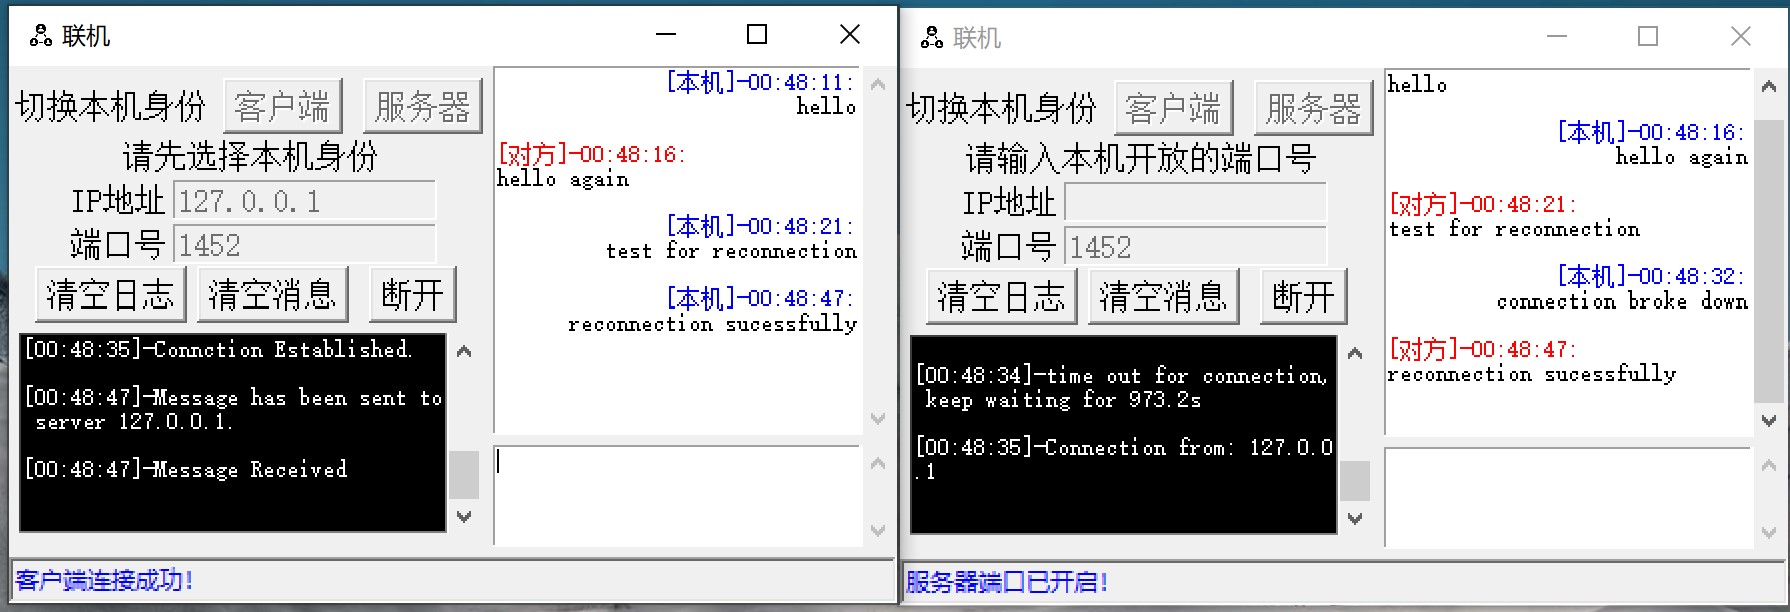 联机
切换本机身份 客户端 服务器
请先选择本机身份
IP地址 127.0.0.1
端口号 1452
清空日志 清空消息 断开
[00:48:35]-Connction Established.
[00:48:47]-Message has been sent to
server 127.0.0.1.
[00:48:47]-Message Received
[本机]-00:48:11:
hello
[对方]-00:48:16:
hello again
[本机]-00:48:21:
test for reconnection
[本机]-00:48:47:
reconnection sucessfully
客户端连接成功!
联机
切换本机身份 客户端 服务器
请输入本机开放的端口号
IP地址
端口号 1452
清空日志 清空消息 断开
[00:48:34]-time out for connection,
keep waiting for 973.2s
[00:48:35]-Connection from: 127.0.0
.1
hello
[本机]-00:48:16:
hello again
[对方]-00:48:21:
test for reconnection
[本机]-00:48:32:
connection broke down
[对方]-00:48:47:
reconnection sucessfully
服务器端口已开启!